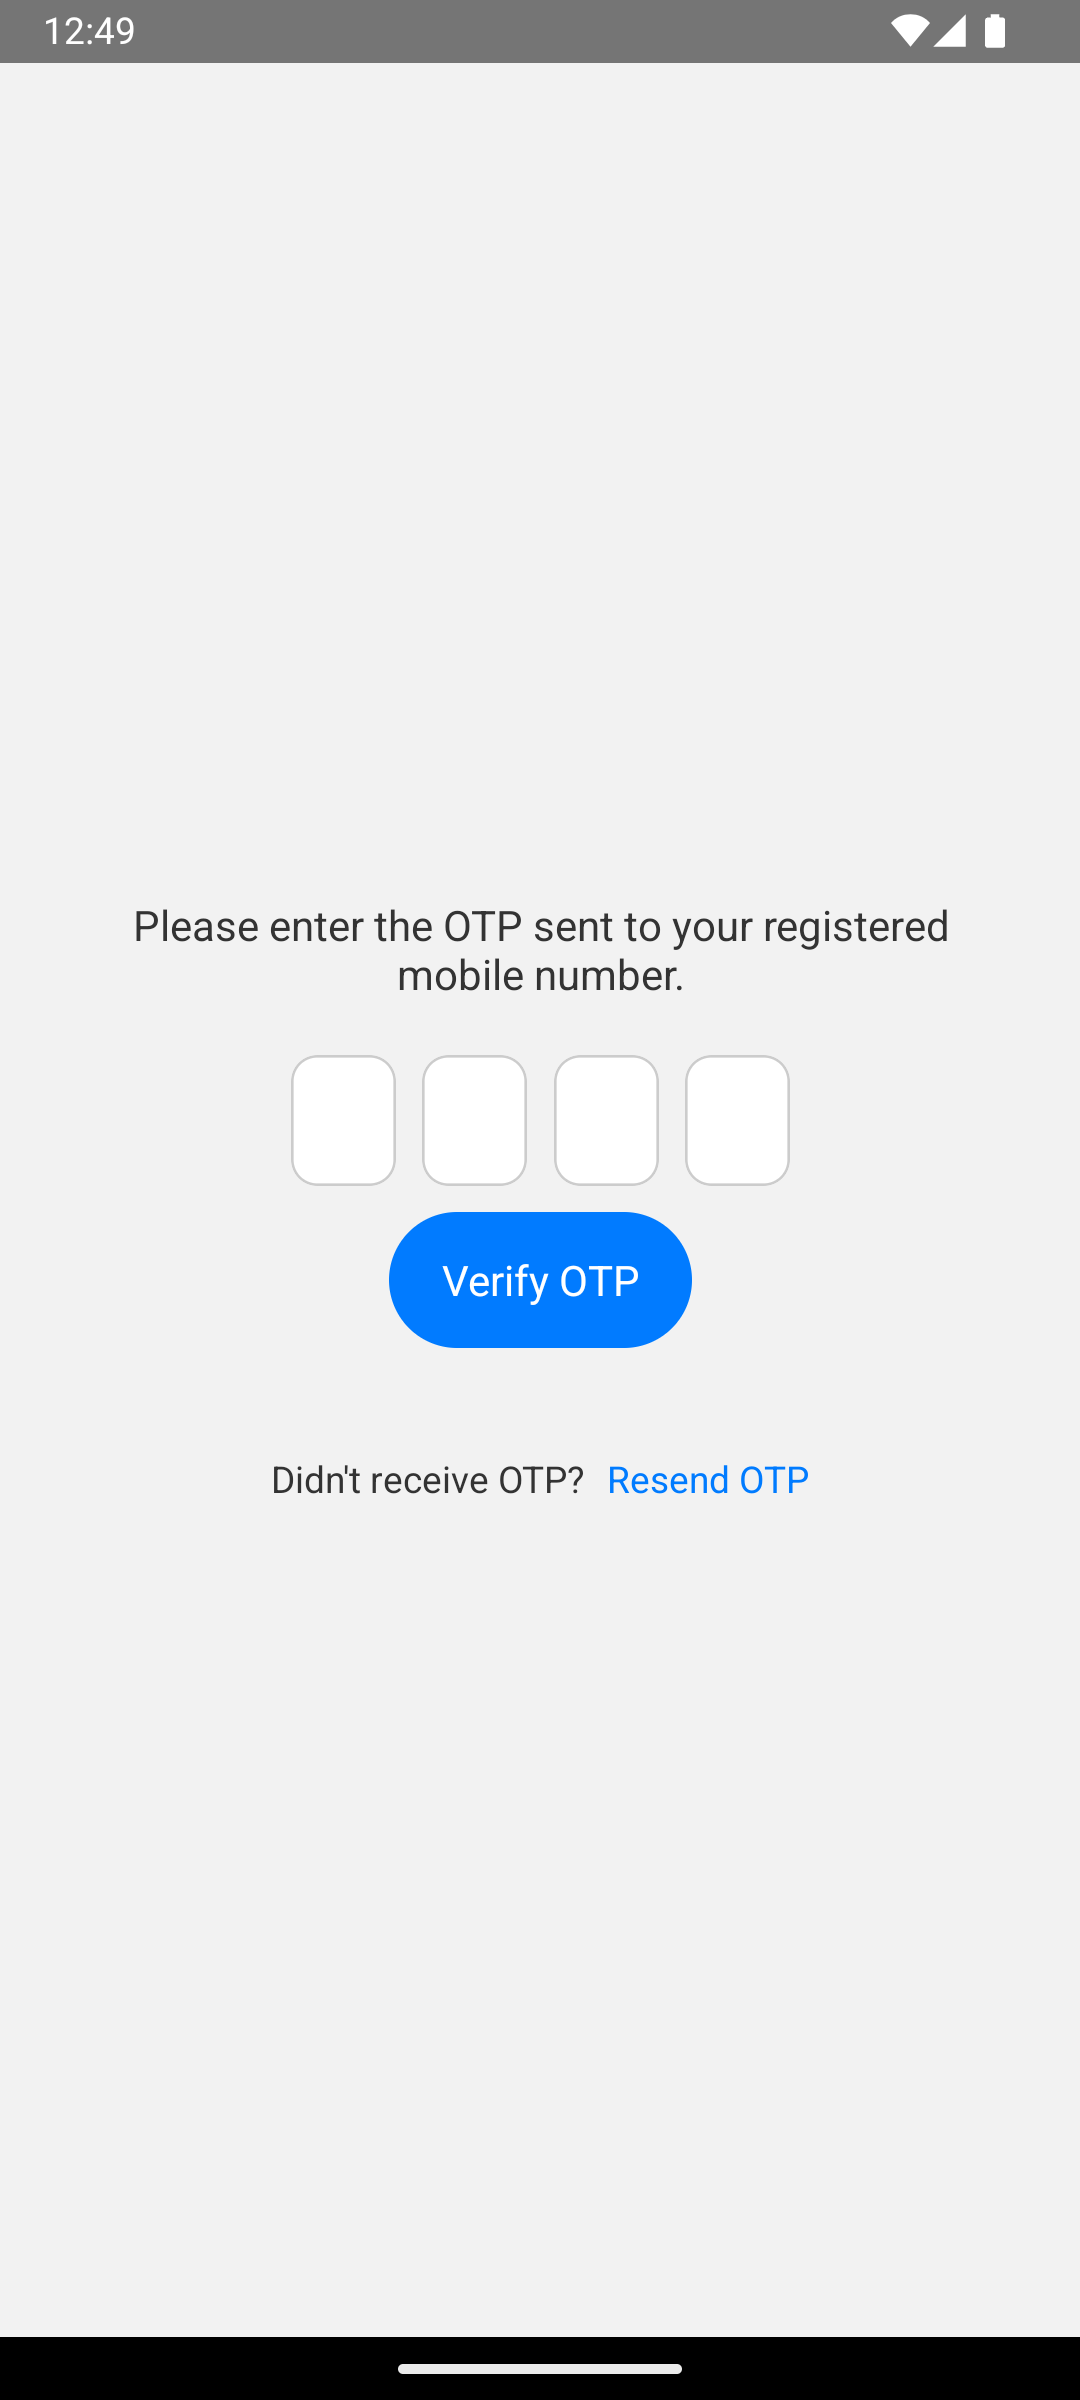 12:49
Please enter the OTP sent to your registered
mobile number.
Verify OTP
Didn't receive OTP? Resend OTP